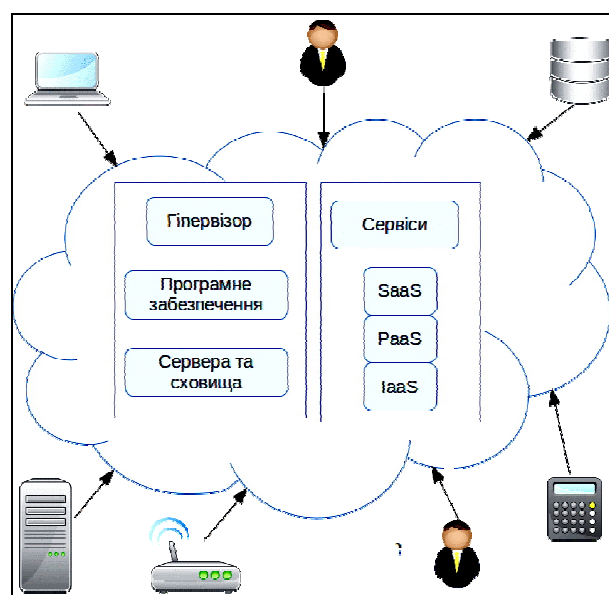 Гіпервізор
Програмне
забезпечення
Сервера та
сховища
Сервіси
SaaS
PaaS
IaaS